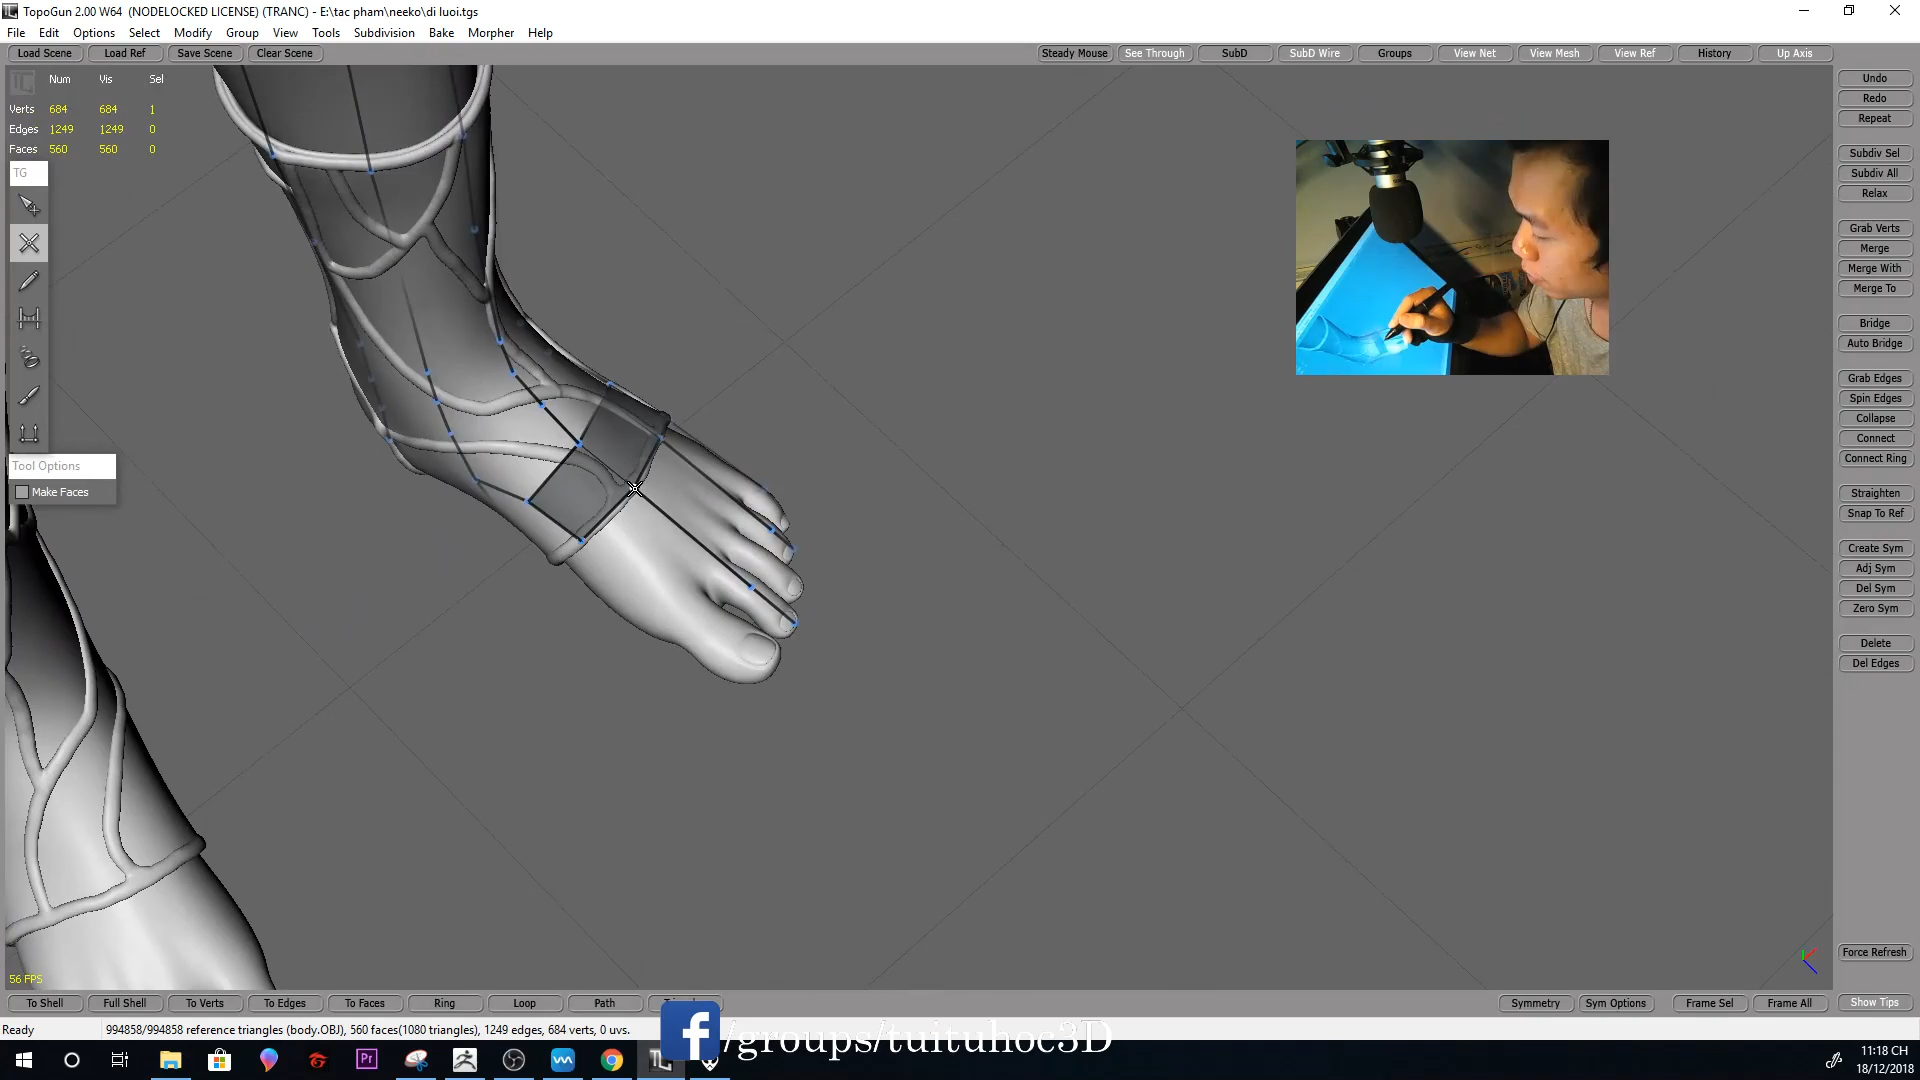 TopoGun 2.00 W64 (NODELOCKED LICENSE) (TRANC) - E:\tac pham\neeko\di luoi.tgs
File Edit Options Select Modify Group View Tools Subdivision Bake Morpher Help
Load Scene Load Ref Save Scene Clear Scene Steady Mouse See Through SubD SubD Wire Groups View Net View Mesh View Ref History Up Axis
Num Vis Sel
Verts 684 684 1
Edges 1249 1249 0
Faces 560 560 0
TG
Tool Options
Make Faces
Undo
Redo
Repeat
Subdiv Sel
Subdiv All
Relax
Grab Verts
Merge
Merge With
Merge To
Bridge
Auto Bridge
Grab Edges
Spin Edges
Collapse
Connect
Connect Ring
Straighten
Snap To Ref
Create Sym
Adj Sym
Del Sym
Zero Sym
Delete
Del Edges
Force Refresh
56 FPS
To Shell Full Shell To Verts To Edges To Faces Ring Loop Path Symmetry Sym Options Frame Sel Frame All Show Tips
Ready 994858/994858 reference triangles (body.OBJ), 560 faces(1080 triangles), 1249 edges, 684 verts, 0 uvs.
/groups/tuituhoc3D
11:18 CH
18/12/2018